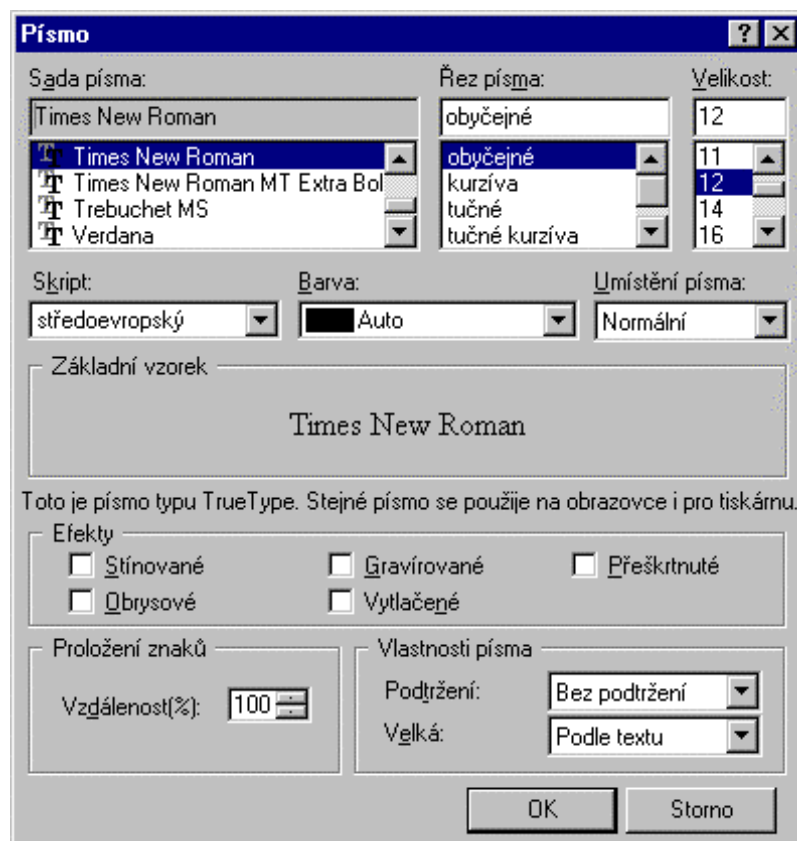 Písmo
Sada písma: Řez písma: Velikost:
Times New Roman obyčejné 12
Times New Roman obyčejné 11
Times New Roman MT Extra Bol kurzíva 12
Trebuchet MS tučné 14
Verdana tučné kurzíva 16
Skript: Barva: Umístění písma:
středoevropský Auto Normální
Základní vzorek
Times New Roman
Toto je písmo typu TrueType. Stejné písmo se použije na obrazovce i pro tiskárnu.
Efekty
Stínované Gravírované Přeškrtnuté
Obrysové Vytlačené
Proložení znaků Vlastnosti písma
Vzdálenost(%): 100 Podtržení: Bez podtržení
Velká: Podle textu
OK Storno